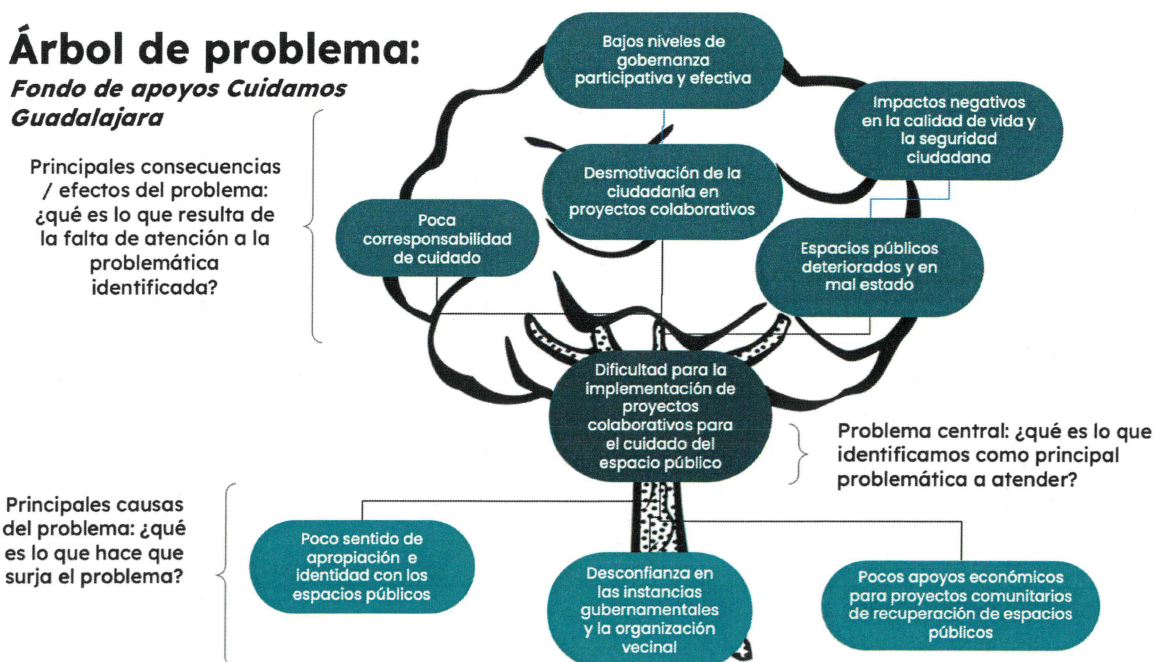 Árbol de problema:
Fondo de apoyos Cuidamos
Guadalajara
Principales consecuencias
/ efectos del problema:
¿qué es lo que resulta de
la falta de atención a la
problemática
identificada?
Bajos niveles de
gobernanza
participativa y efectiva
Impactos negativos
en la calidad de vida y
la seguridad
ciudadana
Desmotivación de la
ciudadanía en
proyectos colaborativos
Poca
corresponsabilidad
de cuidado
Espacios públicos
deteriorados y en
mal estado
Dificultad para la
implementación de
proyectos
colaborativos para
el cuidado del
espacio público
Problema central: ¿qué es lo que
identificamos como principal
problemática a atender?
Principales causas
del problema: ¿qué
es lo que hace que
surja el problema?
Poco sentido de
apropiación e
identidad con los
espacios públicos
Desconfianza en
las instancias
gubernamentales
y la organización
vecinal
Pocos apoyos económicos
para proyectos comunitarios
de recuperación de espacios
públicos